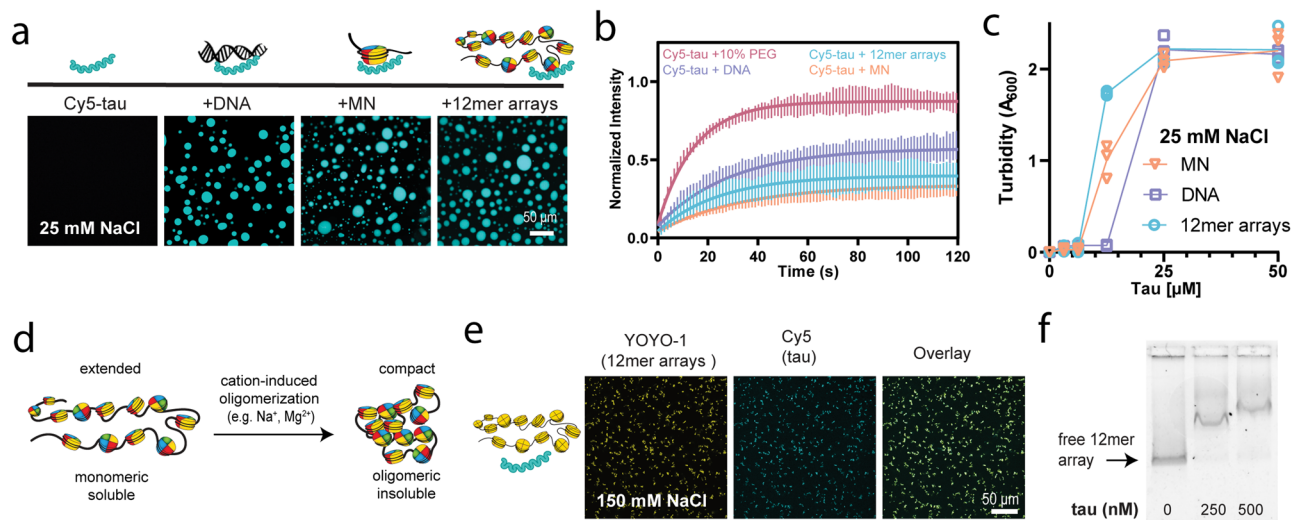 a
Cy5-tau
+DNA
+MN
+12mer arrays
25 mM NaCl
50 µm
b
Cy5-tau +10% PEG
Cy5-tau + 12mer arrays
Cy5-tau + DNA
Cy5-tau + MN
Normalized Intensity
1.0
0.5
0.0
0
20
40
60
80
100
120
Time (s)
c
Turbidity (A600)
2
1
0
25 mM NaCl
MN
DNA
12mer arrays
0
25
50
Tau [µM]
d
extended
monomeric
soluble
cation-induced
oligomerization
(e.g. Na⁺, Mg²⁺)
compact
oligomeric
insoluble
e
YOYO-1
(12mer arrays )
Cy5
(tau)
Overlay
150 mM NaCl
50 µm
f
free 12mer
array
tau (nM)
0
250
500